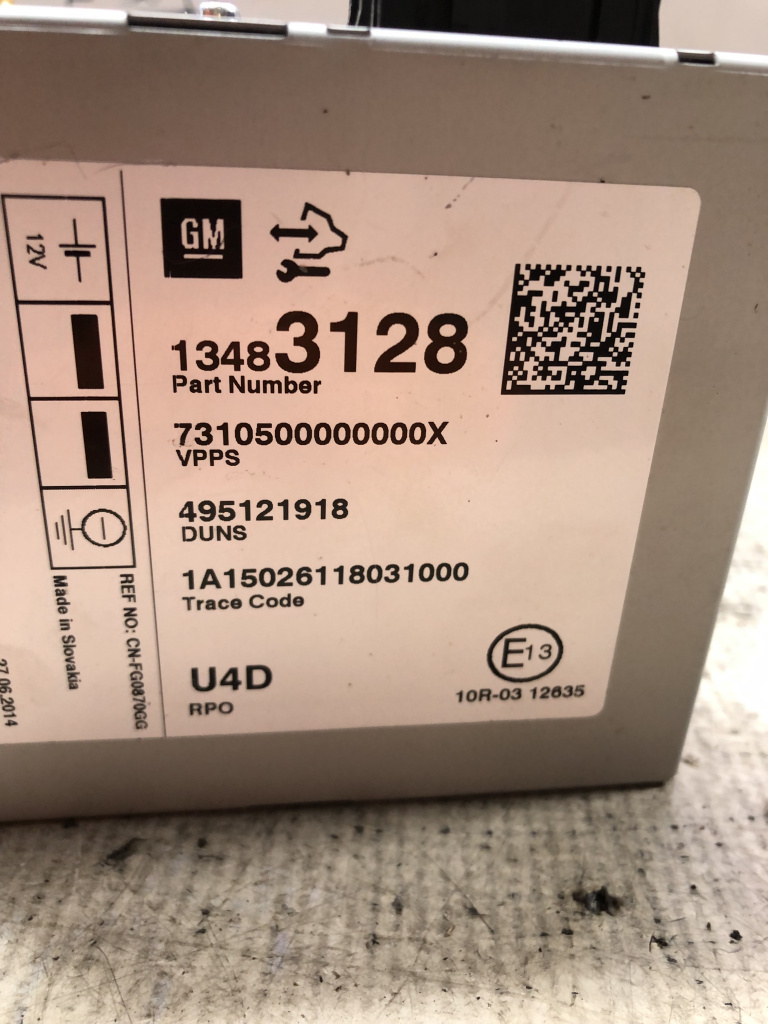 GM
13483128
Part Number
7310500000000X
VPPS
495121918
DUNS
1A15026118031000
Trace Code
U4D
RPO
E13
10R-03 12635
12V
REF NO: CN-FG0870GG
Made in Slovakia
27.06.2014